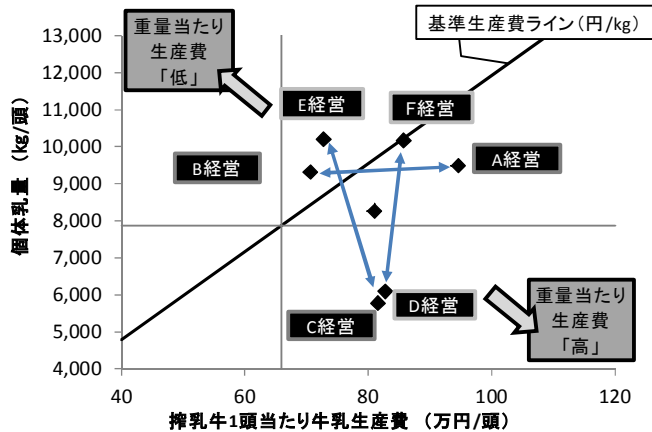 基準生産費ライン（円/kg）
重量当たり
生産費
「低」
E経営
F経営
B経営
A経営
C経営
D経営
重量当たり
生産費
「高」
個体乳量 （kg/頭）
13,000
12,000
11,000
10,000
9,000
8,000
7,000
6,000
5,000
4,000
40
60
80
100
120
搾乳牛1頭当たり牛乳生産費 （万円/頭）